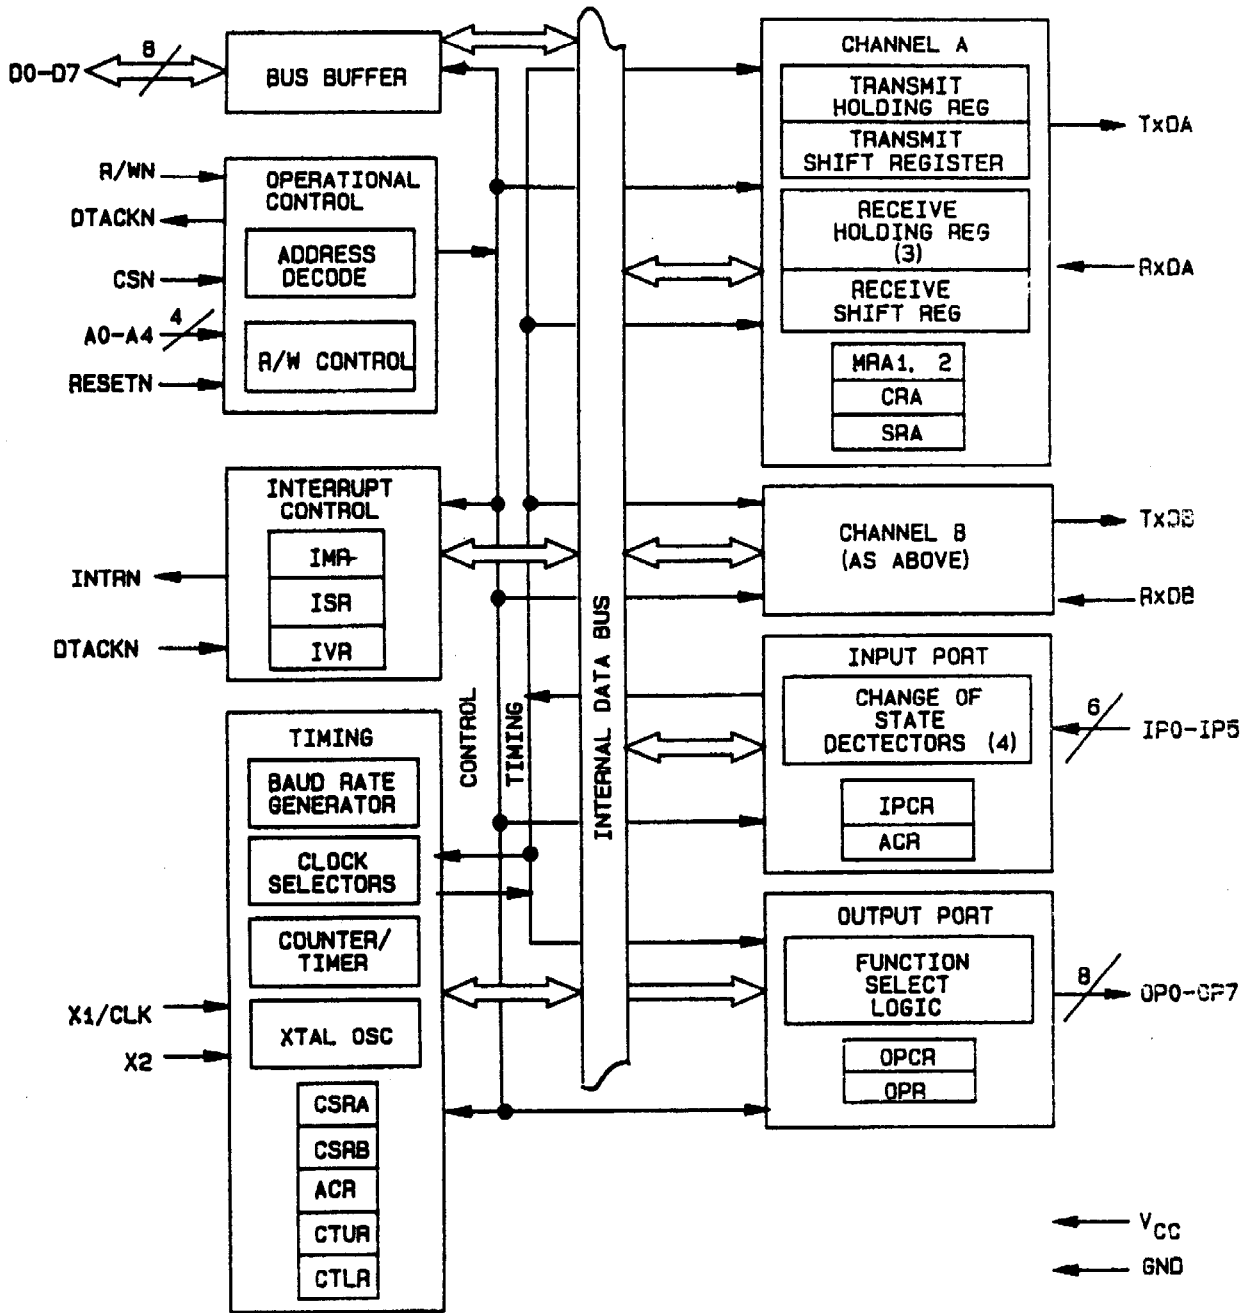 D0-D7
8
BUS BUFFER
R/WN
DTACKN
CSN
A0-A4
4
RESETN
OPERATIONAL
CONTROL
ADDRESS
DECODE
R/W CONTROL
INTERRUPT
CONTROL
IMR
ISR
IVR
INTRN
DTACKN
TIMING
BAUD RATE
GENERATOR
CLOCK
SELECTORS
COUNTER/
TIMER
XTAL OSC
X1/CLK
X2
CSRA
CSRB
ACR
CTUR
CTLR
CONTROL
TIMING
INTERNAL DATA BUS
CHANNEL A
TRANSMIT
HOLDING REG
TRANSMIT
SHIFT REGISTER
RECEIVE
HOLDING REG
(3)
RECEIVE
SHIFT REG
MRA1, 2
CRA
SRA
TxDA
RxDA
CHANNEL B
(AS ABOVE)
TxDB
RxDB
INPUT PORT
CHANGE OF
STATE
DECTECTORS (4)
IPCR
ACR
6
IP0-IP5
OUTPUT PORT
FUNCTION
SELECT
LOGIC
OPCR
OPR
8
OP0-OP7
VCC
GND